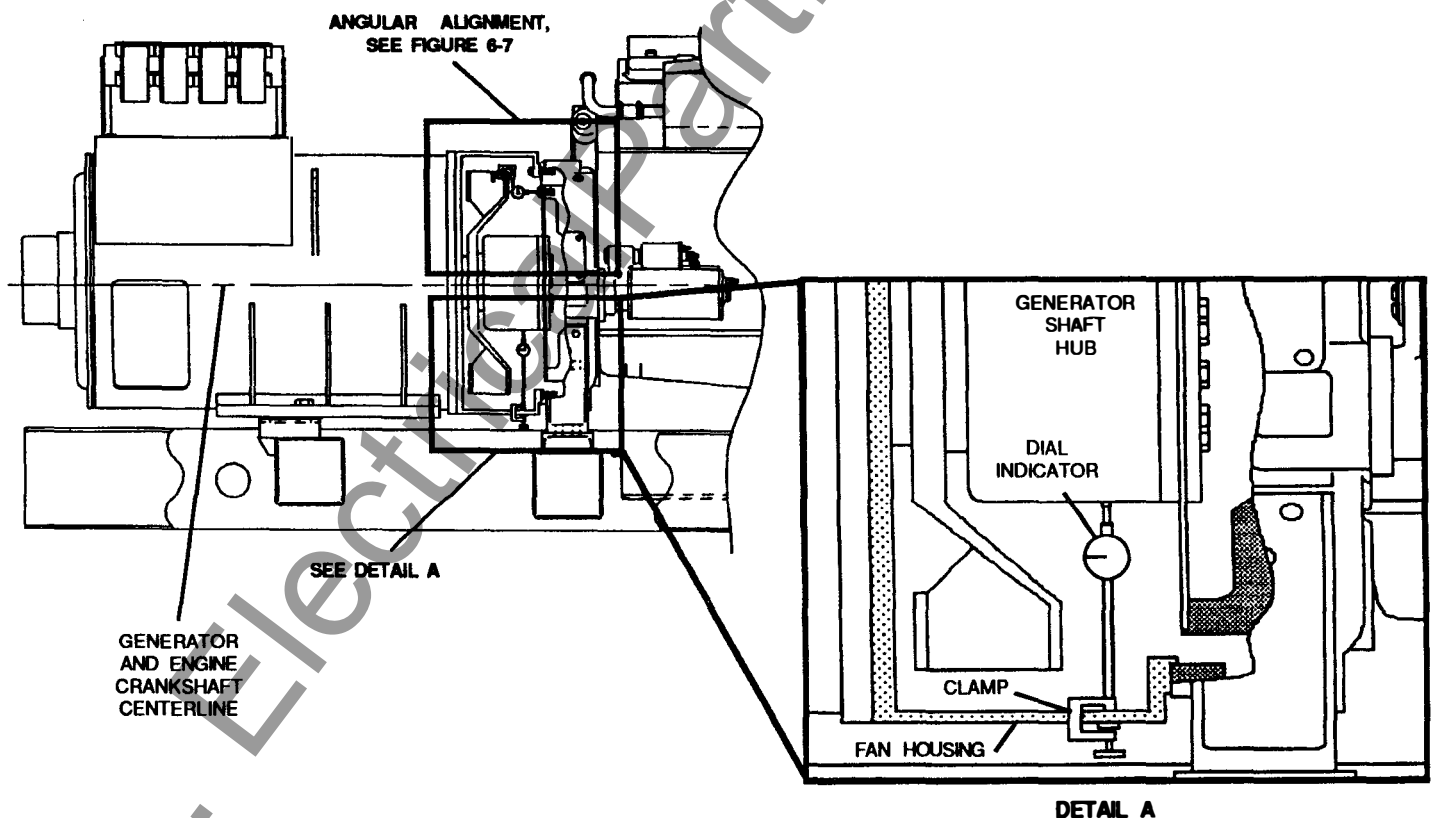 ANGULAR ALIGNMENT,
SEE FIGURE 6-7
SEE DETAIL A
GENERATOR
AND ENGINE
CRANKSHAFT
CENTERLINE
GENERATOR
SHAFT
HUB
DIAL
INDICATOR
CLAMP
FAN HOUSING
DETAIL A
ElectricalPart